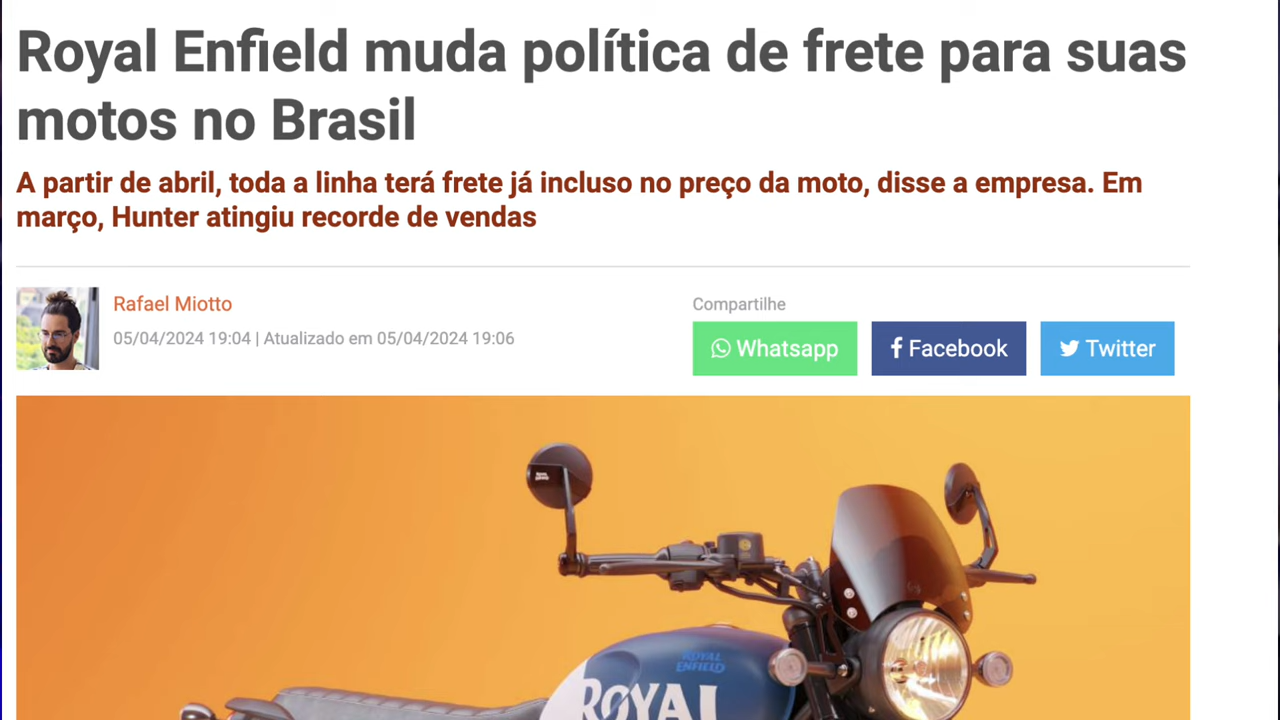 Royal Enfield muda política de frete para suas
motos no Brasil
A partir de abril, toda a linha terá frete já incluso no preço da moto, disse a empresa. Em
março, Hunter atingiu recorde de vendas
Rafael Miotto
05/04/2024 19:04 | Atualizado em 05/04/2024 19:06
Compartilhe
Whatsapp
Facebook
Twitter
ROYAL
ENFIELD
ROYAL